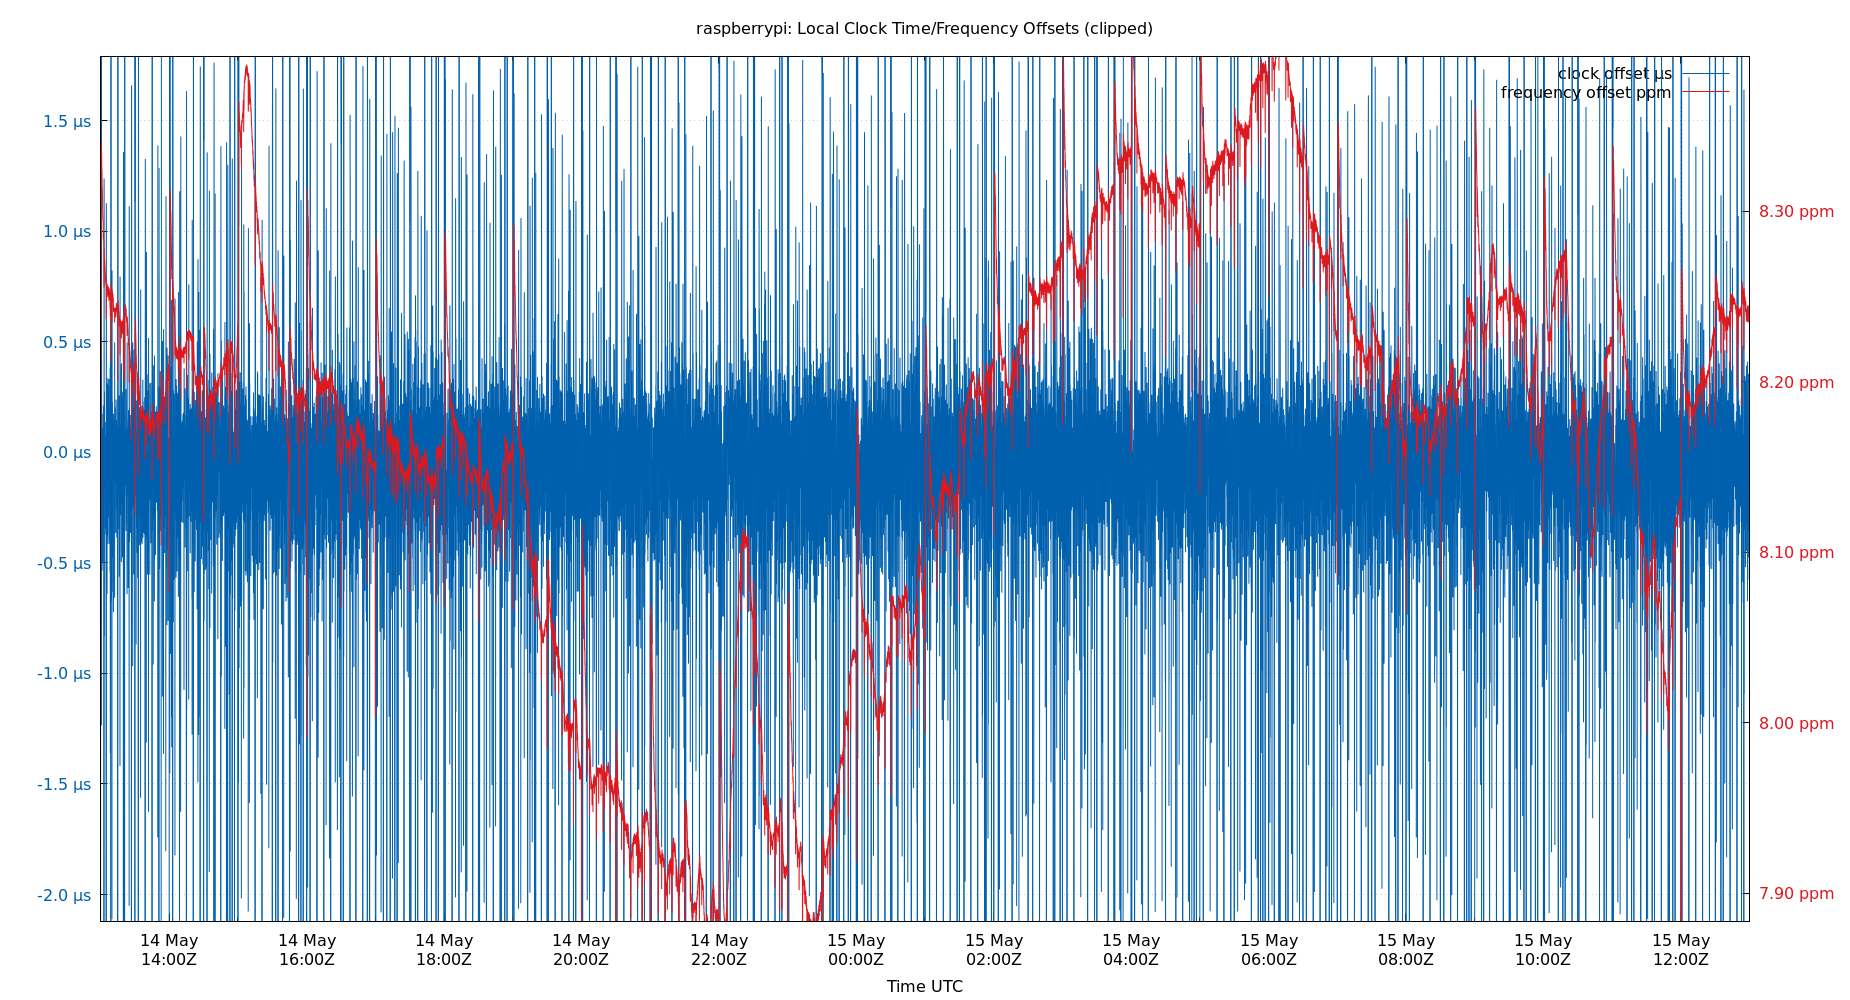 raspberrypi: Local Clock Time/Frequency Offsets (clipped)
clock offset µs
frequency offset ppm
1.5 µs
1.0 µs
0.5 µs
0.0 µs
-0.5 µs
-1.0 µs
-1.5 µs
-2.0 µs
8.30 ppm
8.20 ppm
8.10 ppm
8.00 ppm
7.90 ppm
14 May 14 May 14 May 14 May 14 May 15 May 15 May 15 May 15 May 15 May 15 May 15 May
14:00Z 16:00Z 18:00Z 20:00Z 22:00Z 00:00Z 02:00Z 04:00Z 06:00Z 08:00Z 10:00Z 12:00Z
Time UTC